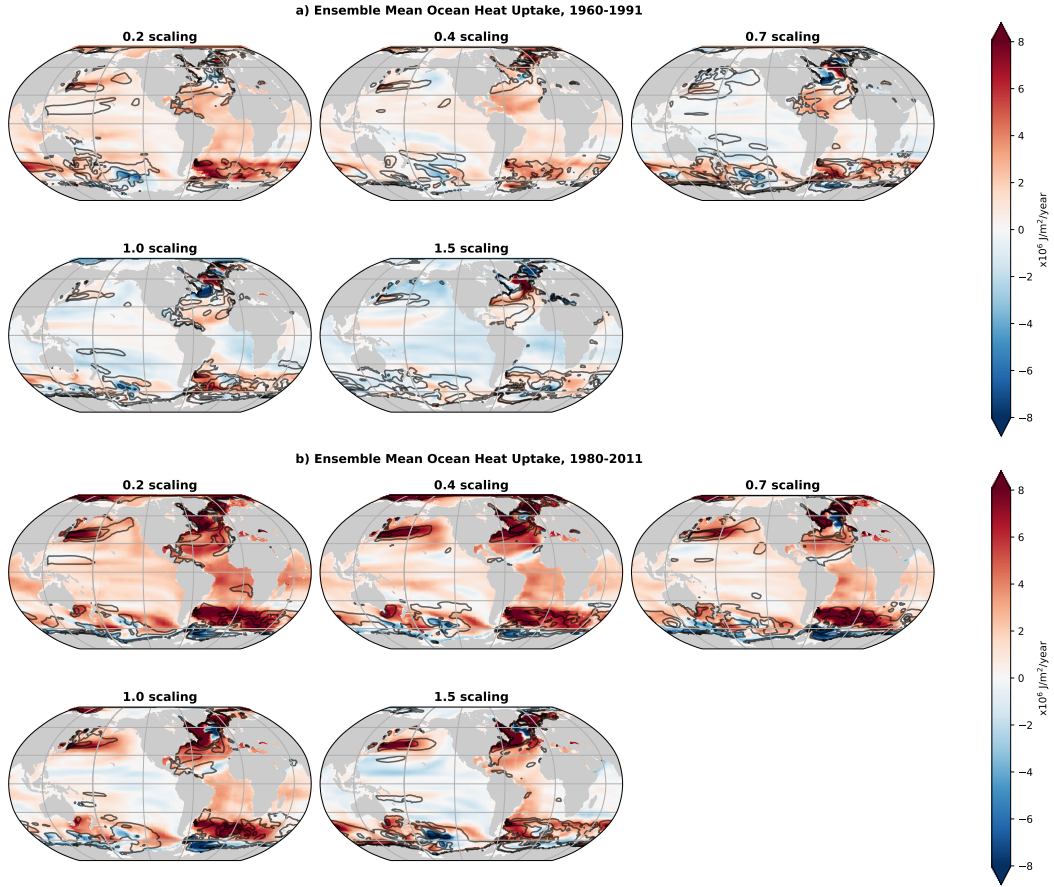 a) Ensemble Mean Ocean Heat Uptake, 1960-1991
0.2 scaling
0.4 scaling
0.7 scaling
1.0 scaling
1.5 scaling
8
6
4
2
0
−2
−4
−6
−8
x10⁶ J/m²/year
b) Ensemble Mean Ocean Heat Uptake, 1980-2011
0.2 scaling
0.4 scaling
0.7 scaling
1.0 scaling
1.5 scaling
8
6
4
2
0
−2
−4
−6
−8
x10⁶ J/m²/year